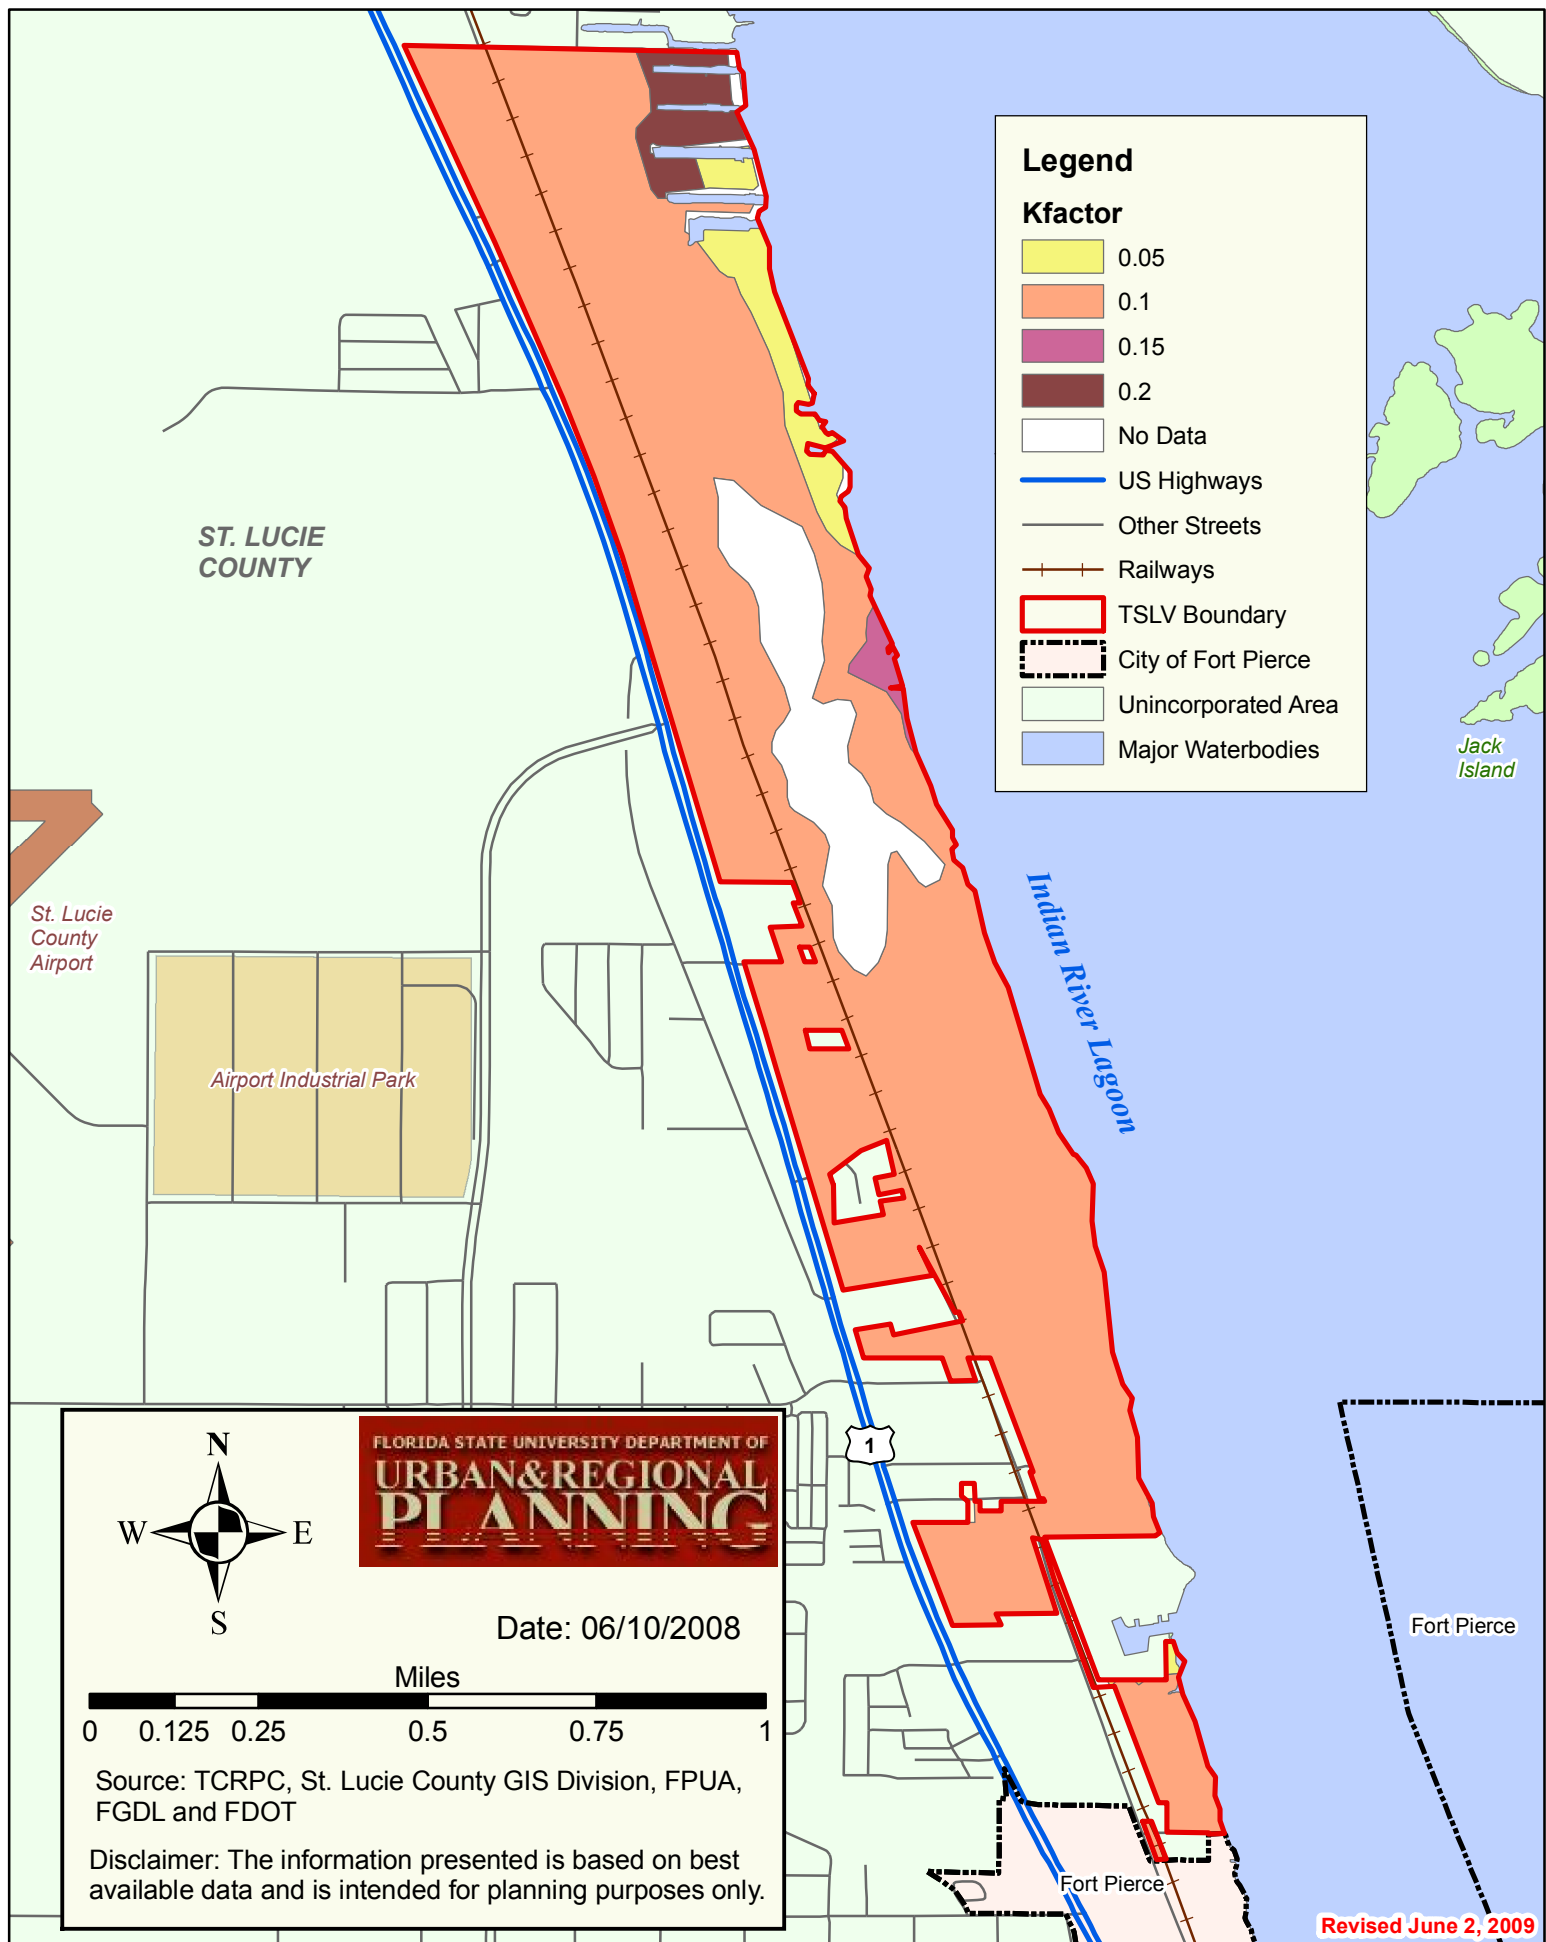 Legend
Kfactor
0.05
0.1
0.15
0.2
No Data
US Highways
Other Streets
Railways
TSLV Boundary
City of Fort Pierce
Unincorporated Area
Major Waterbodies
ST. LUCIE
COUNTY
Jack
Island
St. Lucie
County
Airport
Indian River Lagoon
Airport Industrial Park
1
N
W E
S
FLORIDA STATE UNIVERSITY DEPARTMENT OF
URBAN&REGIONAL
PLANNING
Date: 06/10/2008
Miles
0 0.125 0.25 0.5 0.75 1
Source: TCRPC, St. Lucie County GIS Division, FPUA,
FGDL and FDOT
Disclaimer: The information presented is based on best
available data and is intended for planning purposes only.
Fort Pierce
Fort Pierce
Revised June 2, 2009